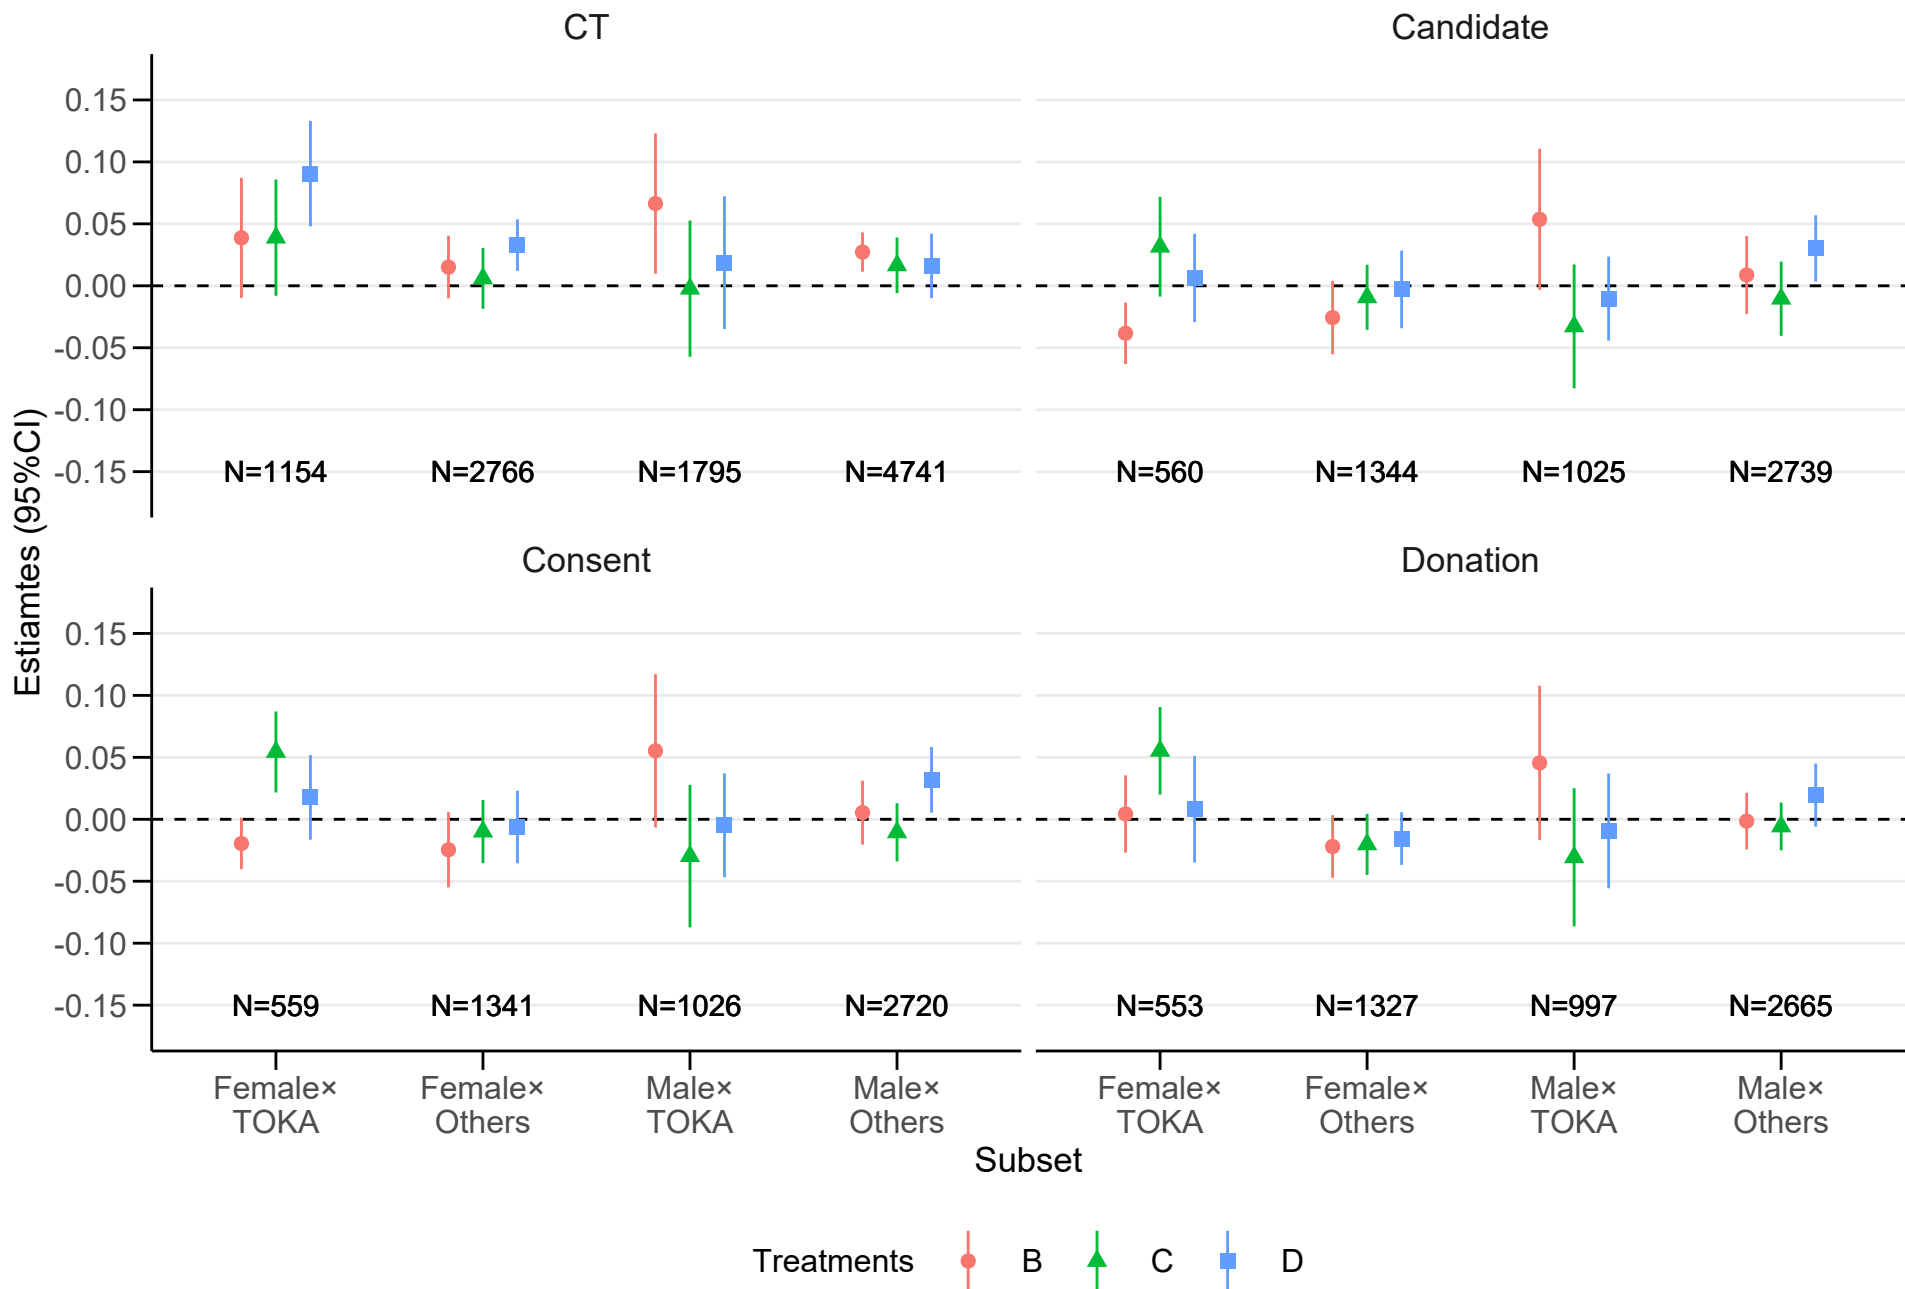 CT
Candidate
0.15
0.10
0.05
0.00
-0.05
-0.10
-0.15
N=1154
N=2766
N=1795
N=4741
N=560
N=1344
N=1025
N=2739
Estiamtes (95%CI)
Consent
Donation
0.15
0.10
0.05
0.00
-0.05
-0.10
-0.15
N=559
N=1341
N=1026
N=2720
N=553
N=1327
N=997
N=2665
Female×
TOKA
Female×
Others
Male×
TOKA
Male×
Others
Female×
TOKA
Female×
Others
Male×
TOKA
Male×
Others
Subset
Treatments B C D